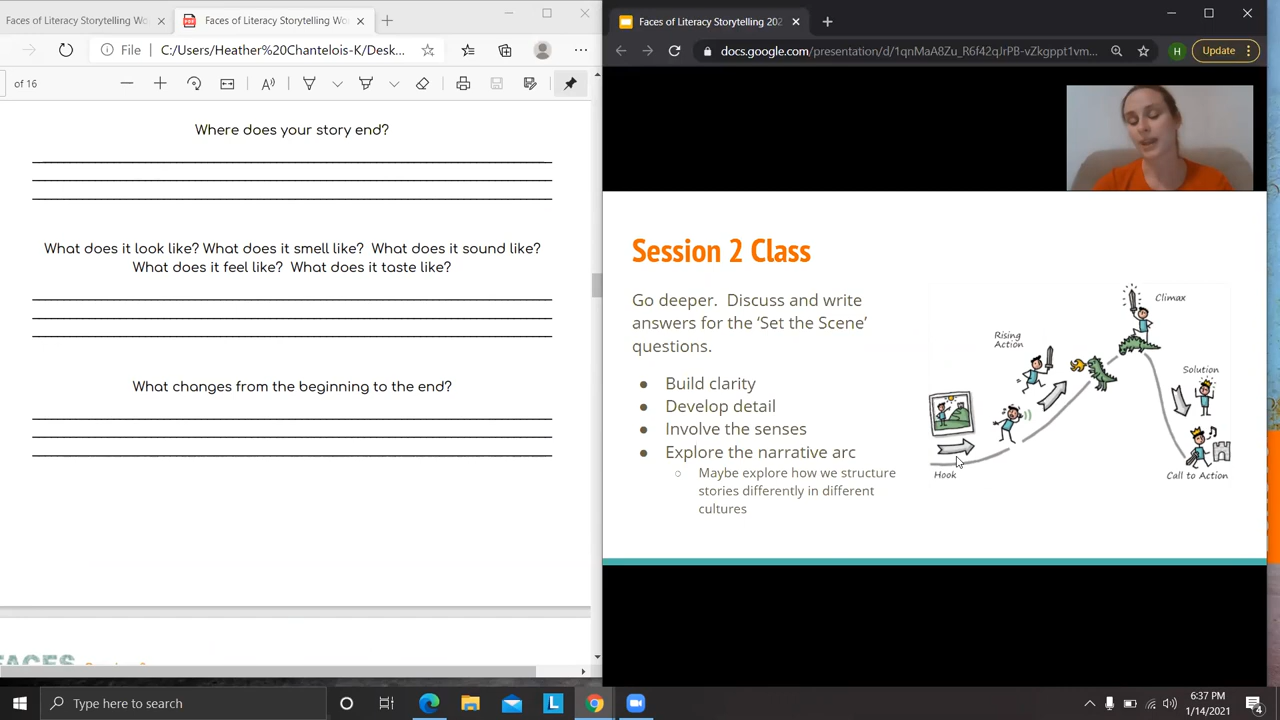 Faces of Literacy Storytelling Wo
Faces of Literacy Storytelling Wo
File
C:/Users/Heather%20Chantelois-K/Desk...
of 16
Where does your story end?
What does it look like? What does it smell like? What does it sound like?
What does it feel like? What does it taste like?
What changes from the beginning to the end?
Faces of Literacy Storytelling 202
docs.google.com/presentation/d/1qnMaA8Zu_R6f42qJrPB-vZkgppt1vm...
H
Update
Session 2 Class
Go deeper. Discuss and write
answers for the 'Set the Scene'
questions.
Build clarity
Develop detail
Involve the senses
Explore the narrative arc
Maybe explore how we structure
stories differently in different
cultures
Hook
Rising
Action
Climax
Solution
Call to Action
Type here to search
6:37 PM
1/14/2021
4